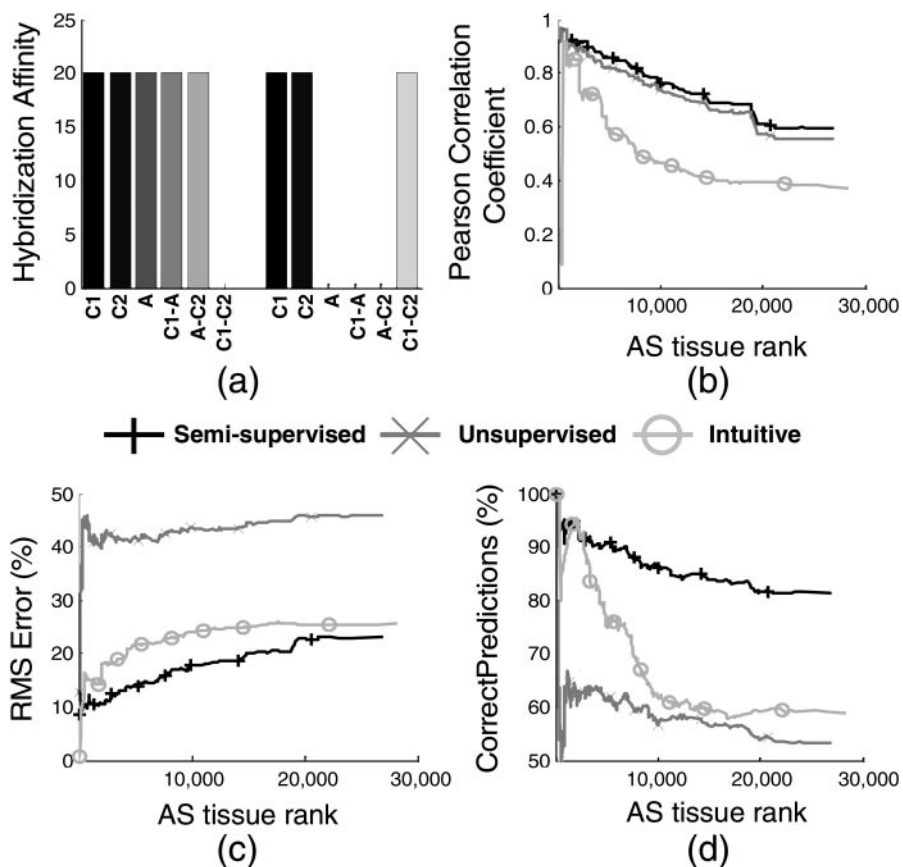 Hybridization Affinity
25
20
15
10
5
0
C1
C2
A
C1-A
A-C2
C1-C2
C1
C2
A
C1-A
A-C2
C1-C2
(a)
Pearson Correlation
Coefficient
1
0.8
0.6
0.4
0.2
1
10,000
20,000
30,000
AS tissue rank
(b)
Semi-supervised
Unsupervised
Intuitive
RMS Error (%)
50
40
30
20
10
0
10,000
20,000
30,000
AS tissue rank
(c)
CorrectPredictions (%)
100
90
80
70
60
50
10,000
20,000
30,000
AS tissue rank
(d)